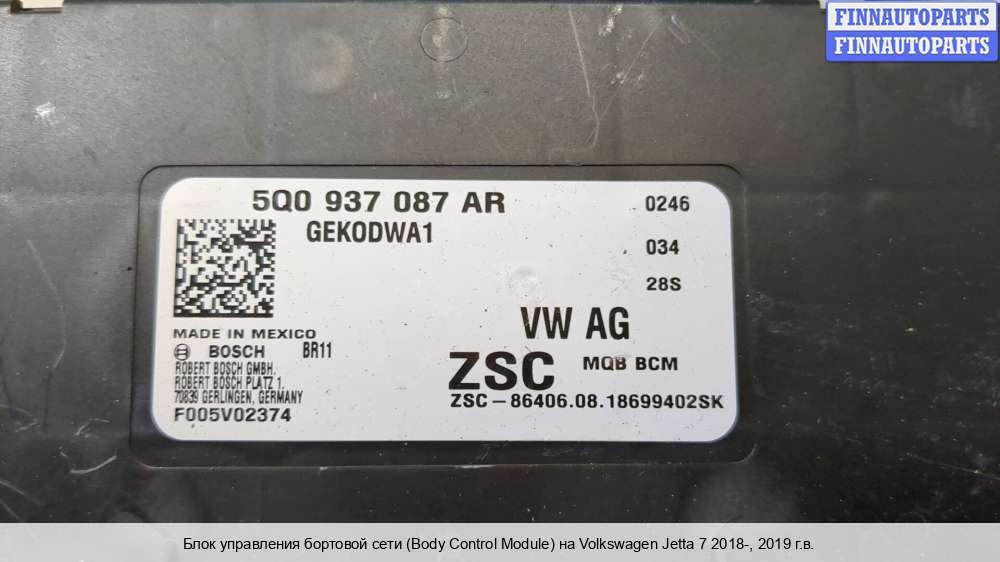 FINNAUTOPARTS
FINNAUTOPARTS
5Q0 937 087 AR
0246
GEKODWA1
034
28S
VW AG
MADE IN MEXICO
BOSCH BR11
ZSC MQB BCM
ROBERT BOSCH GMBH.
ROBERT BOSCH PLATZ 1.
70839 GERLINGEN, GERMANY
ZSC-86406.08.18699402SK
F005V02374
Блок управления бортовой сети (Body Control Module) на Volkswagen Jetta 7 2018-, 2019 г.в.